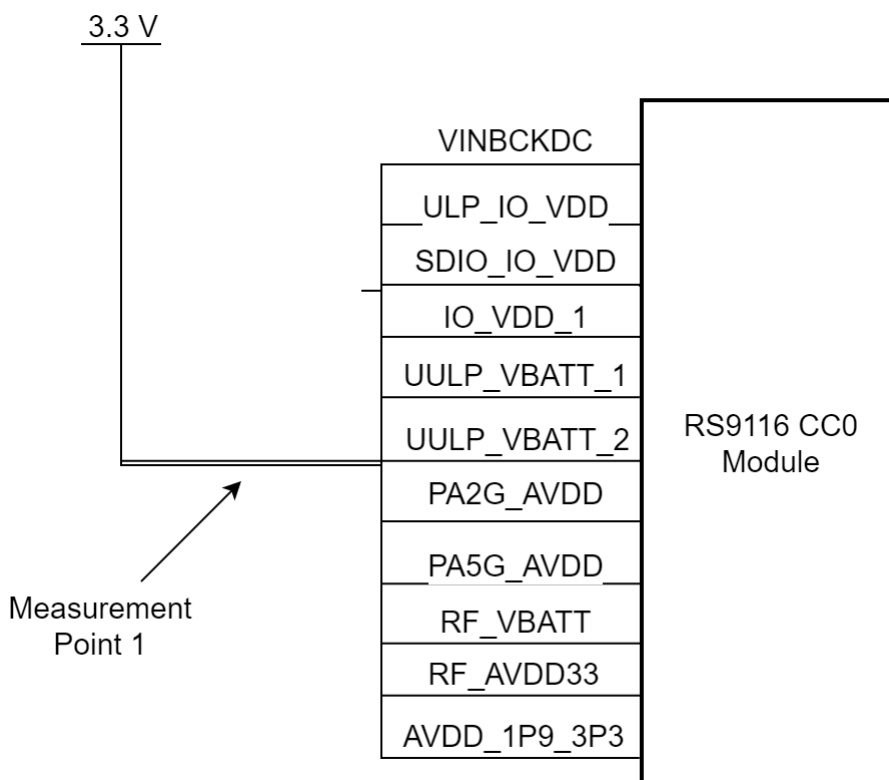 3.3 V
VINBCKDC
ULP_IO_VDD
SDIO_IO_VDD
IO_VDD_1
UULP_VBATT_1
UULP_VBATT_2
PA2G_AVDD
PA5G_AVDD
RF_VBATT
RF_AVDD33
AVDD_1P9_3P3
RS9116 CC0
Module
Measurement
Point 1